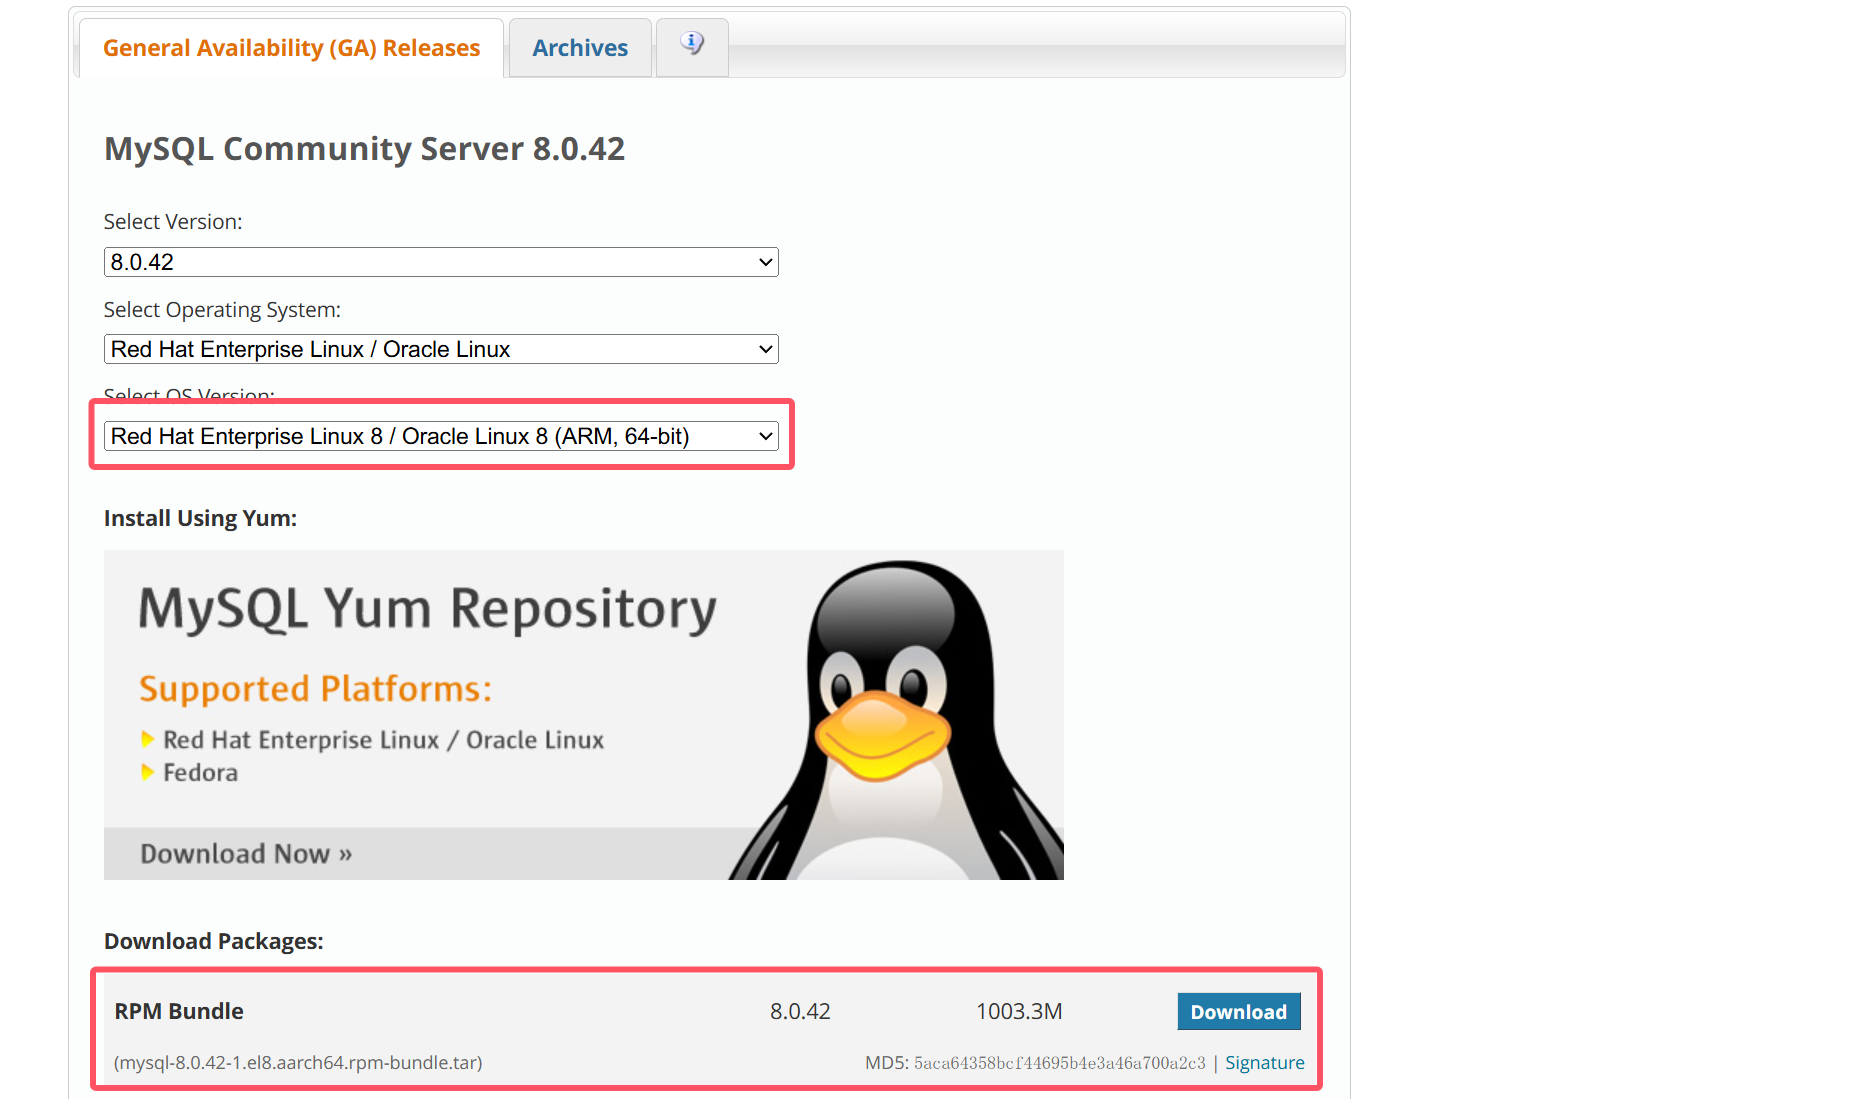 General Availability (GA) Releases
Archives
MySQL Community Server 8.0.42
Select Version:
8.0.42
Select Operating System:
Red Hat Enterprise Linux / Oracle Linux
Select OS Version:
Red Hat Enterprise Linux 8 / Oracle Linux 8 (ARM, 64-bit)
Install Using Yum:
MySQL Yum Repository
Supported Platforms:
Red Hat Enterprise Linux / Oracle Linux
Fedora
Download Now »
Download Packages:
RPM Bundle 8.0.42 1003.3M Download
(mysql-8.0.42-1.el8.aarch64.rpm-bundle.tar) MD5: 5aca64358bcf44695b4e3a46a700a2c3 | Signature